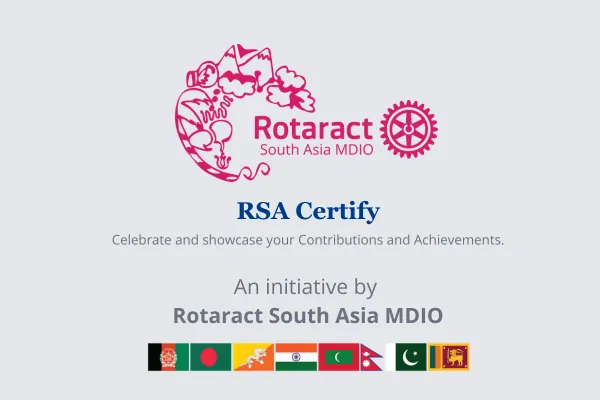 Rotaract
South Asia MDIO
RSA Certify
Celebrate and showcase your Contributions and Achievements.
An initiative by
Rotaract South Asia MDIO